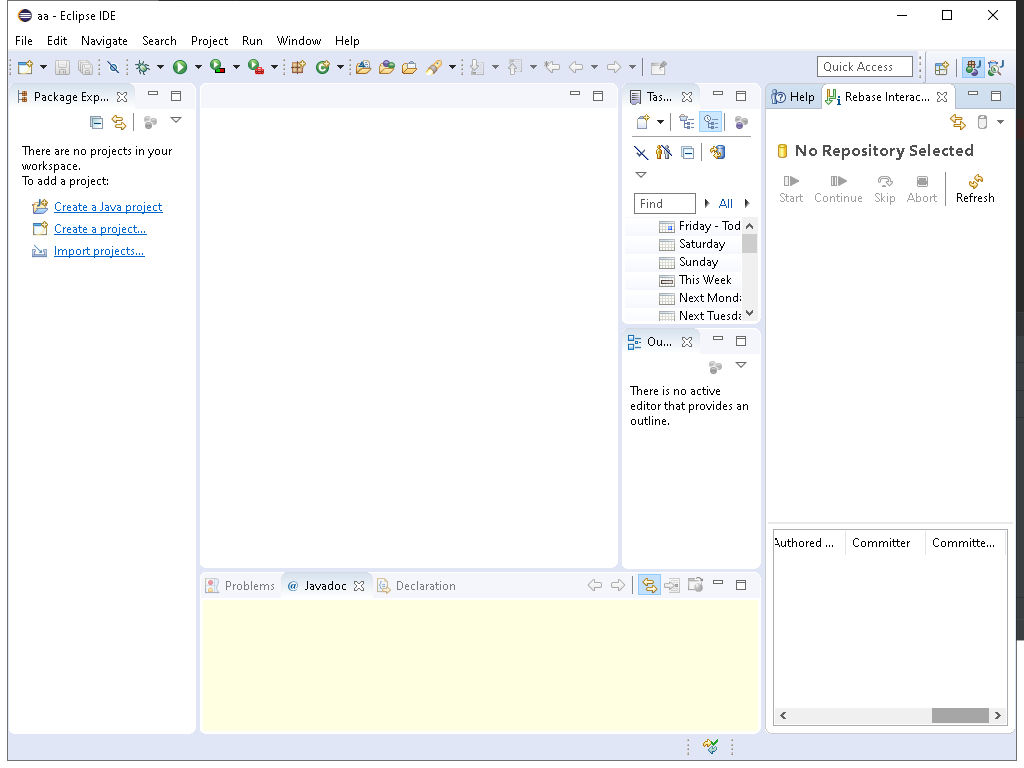 aa - Eclipse IDE
File Edit Navigate Search Project Run Window Help
Quick Access
Package Exp...
There are no projects in your
workspace.
To add a project:
Create a Java project
Create a project...
Import projects...
Tas...
Find All
Friday - Tod
Saturday
Sunday
This Week
Next Monda
Next Tuesda
Ou...
There is no active
editor that provides an
outline.
Help Rebase Interac...
No Repository Selected
Start Continue Skip Abort Refresh
Authored ... Committer Committe...
Problems @ Javadoc Declaration